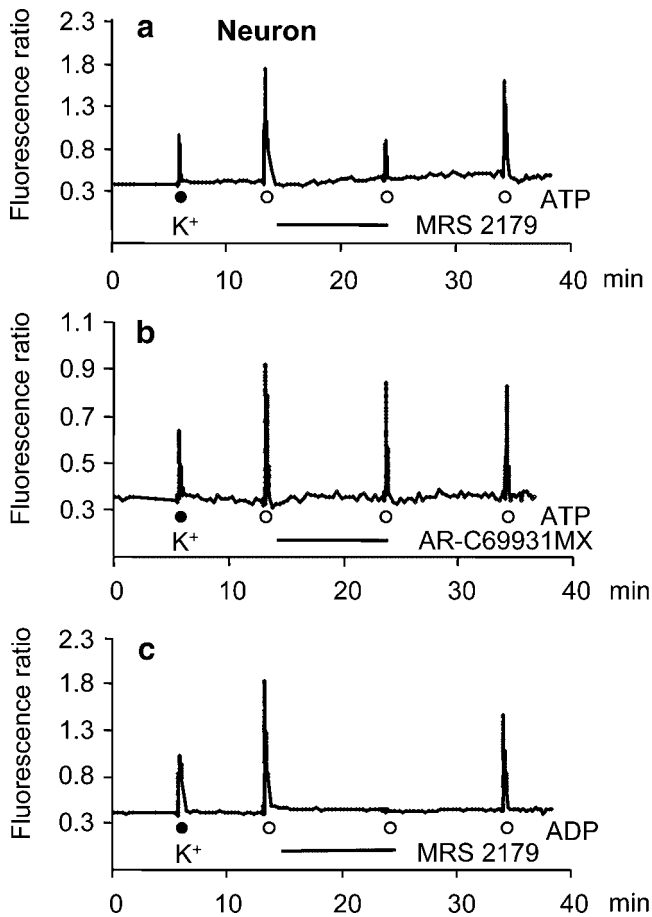 a Neuron
Fluorescence ratio
2.3
1.8
1.3
0.8
0.3
ATP
K+ MRS 2179
0 10 20 30 40 min
b
Fluorescence ratio
1.1
0.9
0.7
0.5
0.3
ATP
K+ AR-C69931MX
0 10 20 30 40 min
c
Fluorescence ratio
2.3
1.8
1.3
0.8
0.3
ADP
K+ MRS 2179
0 10 20 30 40 min